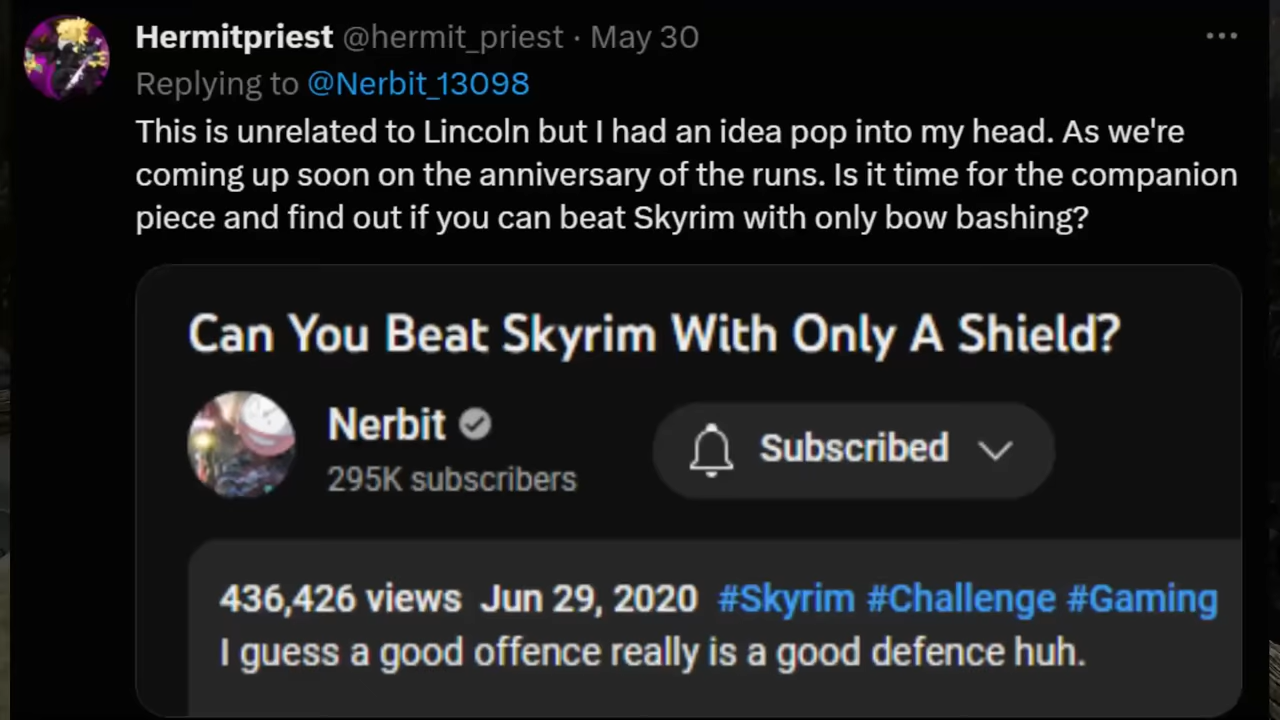 Hermitpriest @hermit_priest · May 30
Replying to @Nerbit_13098
This is unrelated to Lincoln but I had an idea pop into my head. As we're
coming up soon on the anniversary of the runs. Is it time for the companion
piece and find out if you can beat Skyrim with only bow bashing?
Can You Beat Skyrim With Only A Shield?
Nerbit
295K subscribers
Subscribed
436,426 views Jun 29, 2020 #Skyrim #Challenge #Gaming
I guess a good offence really is a good defence huh.